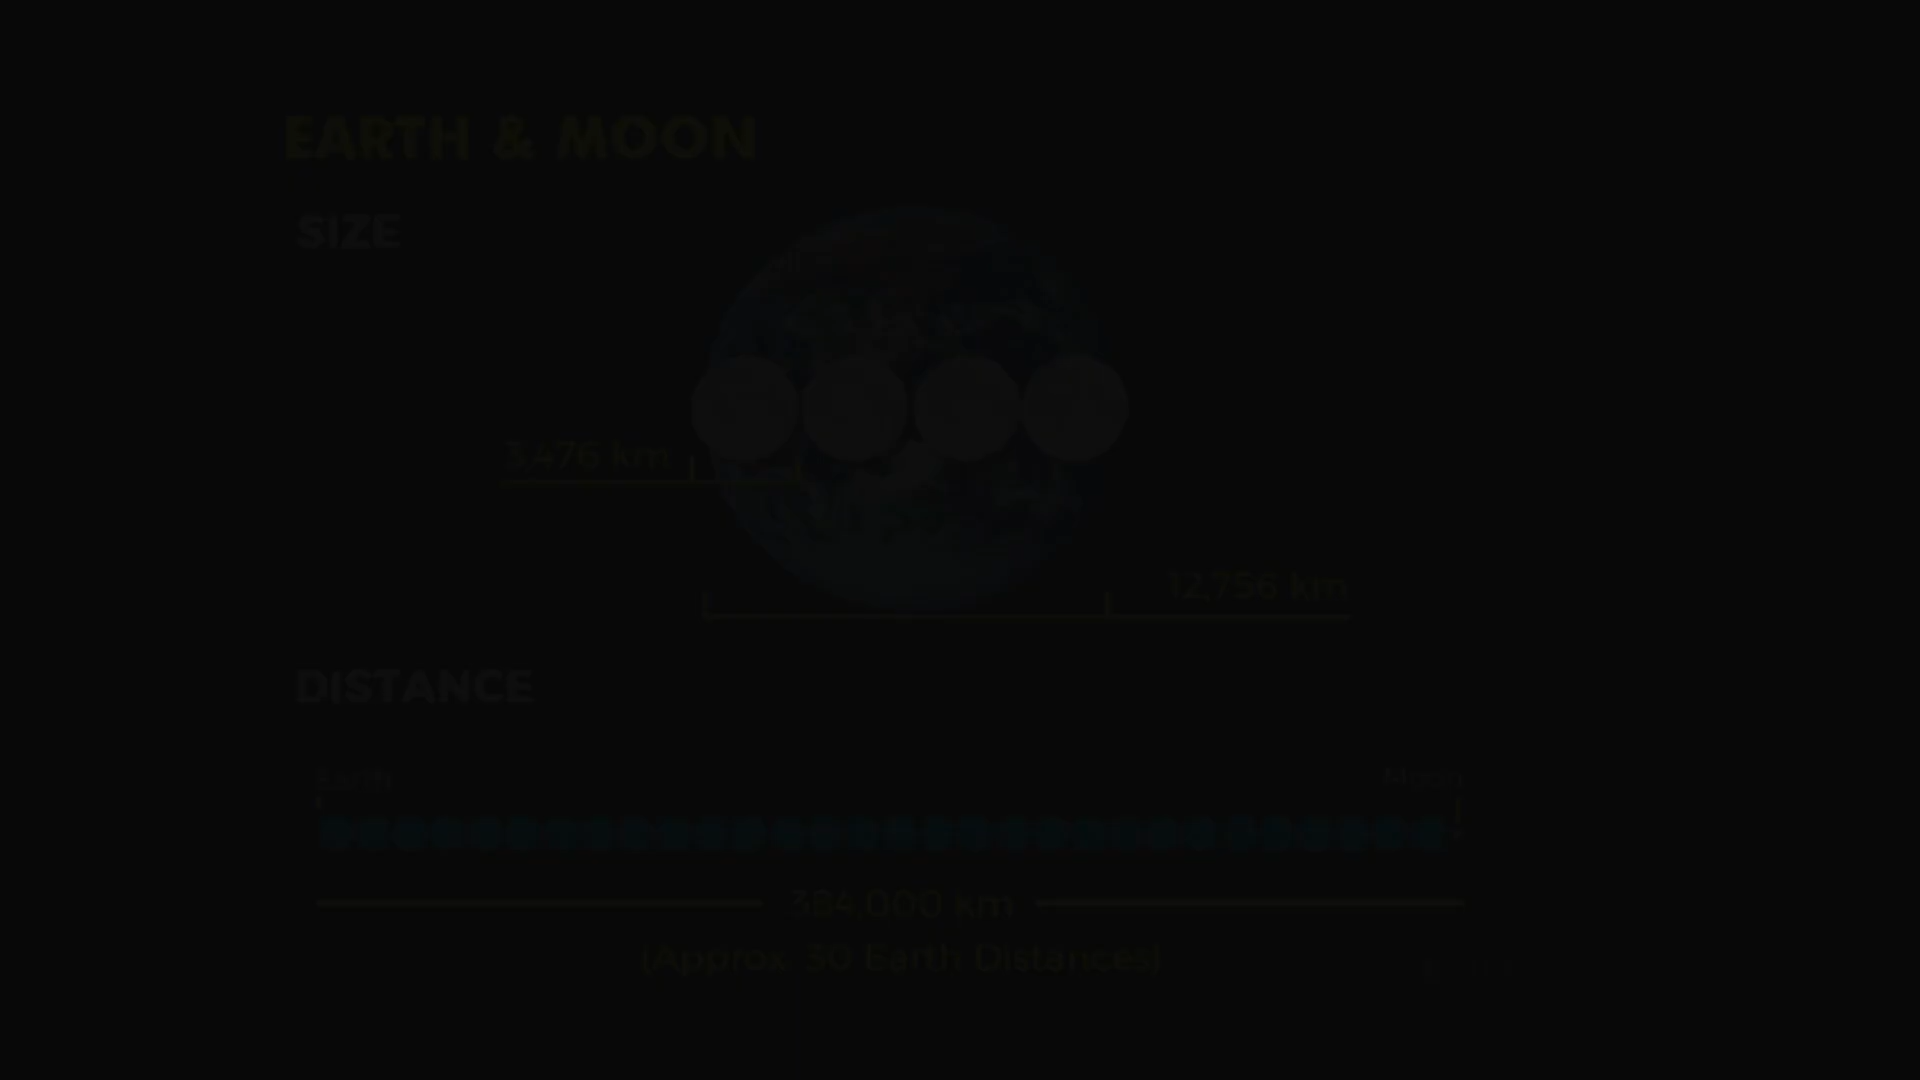 EARTH & MOON
SIZE
3,476 km
12,756 km
DISTANCE
Earth
Moon
384,000 km
(Approx. 30 Earth Distances)